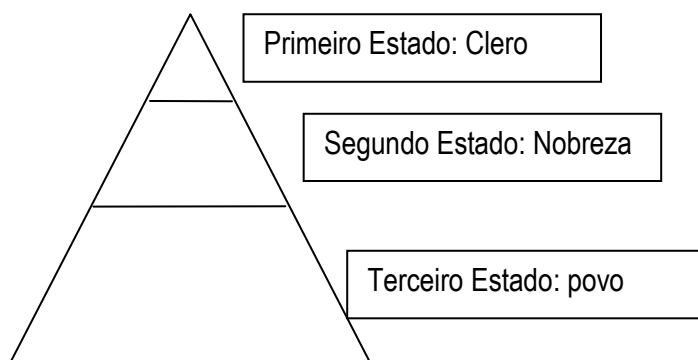 Primeiro Estado: Clero
Segundo Estado: Nobreza
Terceiro Estado: povo